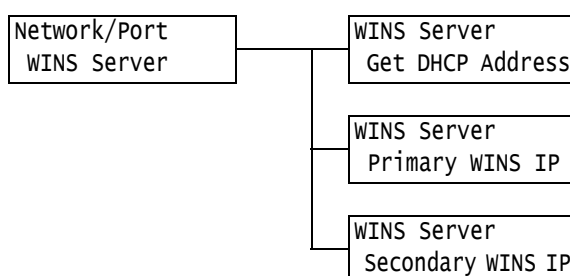 Network/Port
WINS Server
WINS Server
Get DHCP Address
WINS Server
Primary WINS IP
WINS Server
Secondary WINS IP